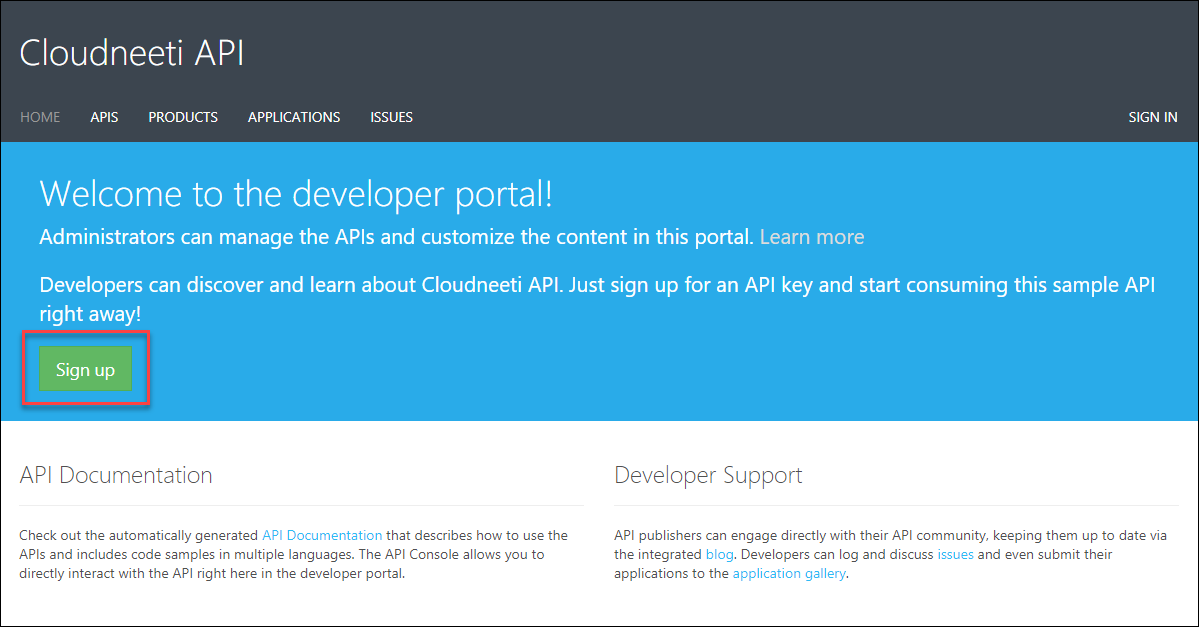 Cloudneeti API
HOME APIS PRODUCTS APPLICATIONS ISSUES SIGN IN
Welcome to the developer portal!
Administrators can manage the APIs and customize the content in this portal. Learn more
Developers can discover and learn about Cloudneeti API. Just sign up for an API key and start consuming this sample API
right away!
Sign up
API Documentation
Check out the automatically generated API Documentation that describes how to use the
APIs and includes code samples in multiple languages. The API Console allows you to
directly interact with the API right here in the developer portal.
Developer Support
API publishers can engage directly with their API community, keeping them up to date via
the integrated blog. Developers can log and discuss issues and even submit their
applications to the application gallery.